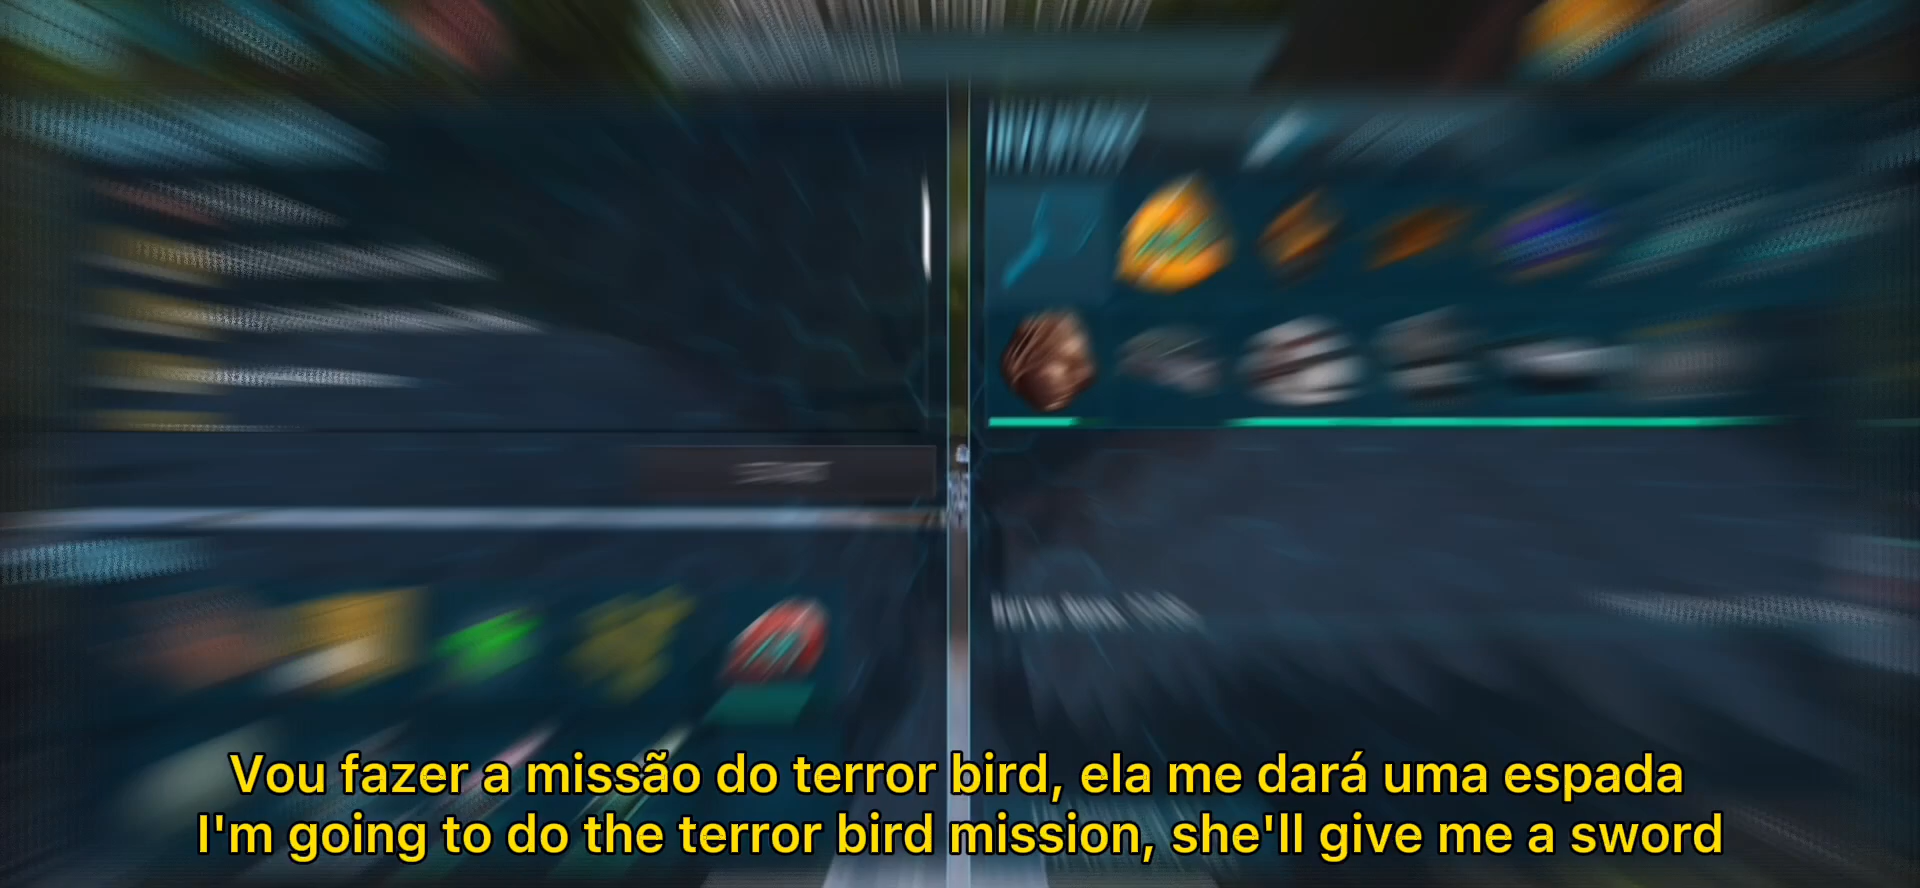 Vou fazer a missão do terror bird, ela me dará uma espada
I'm going to do the terror bird mission, she'll give me a sword